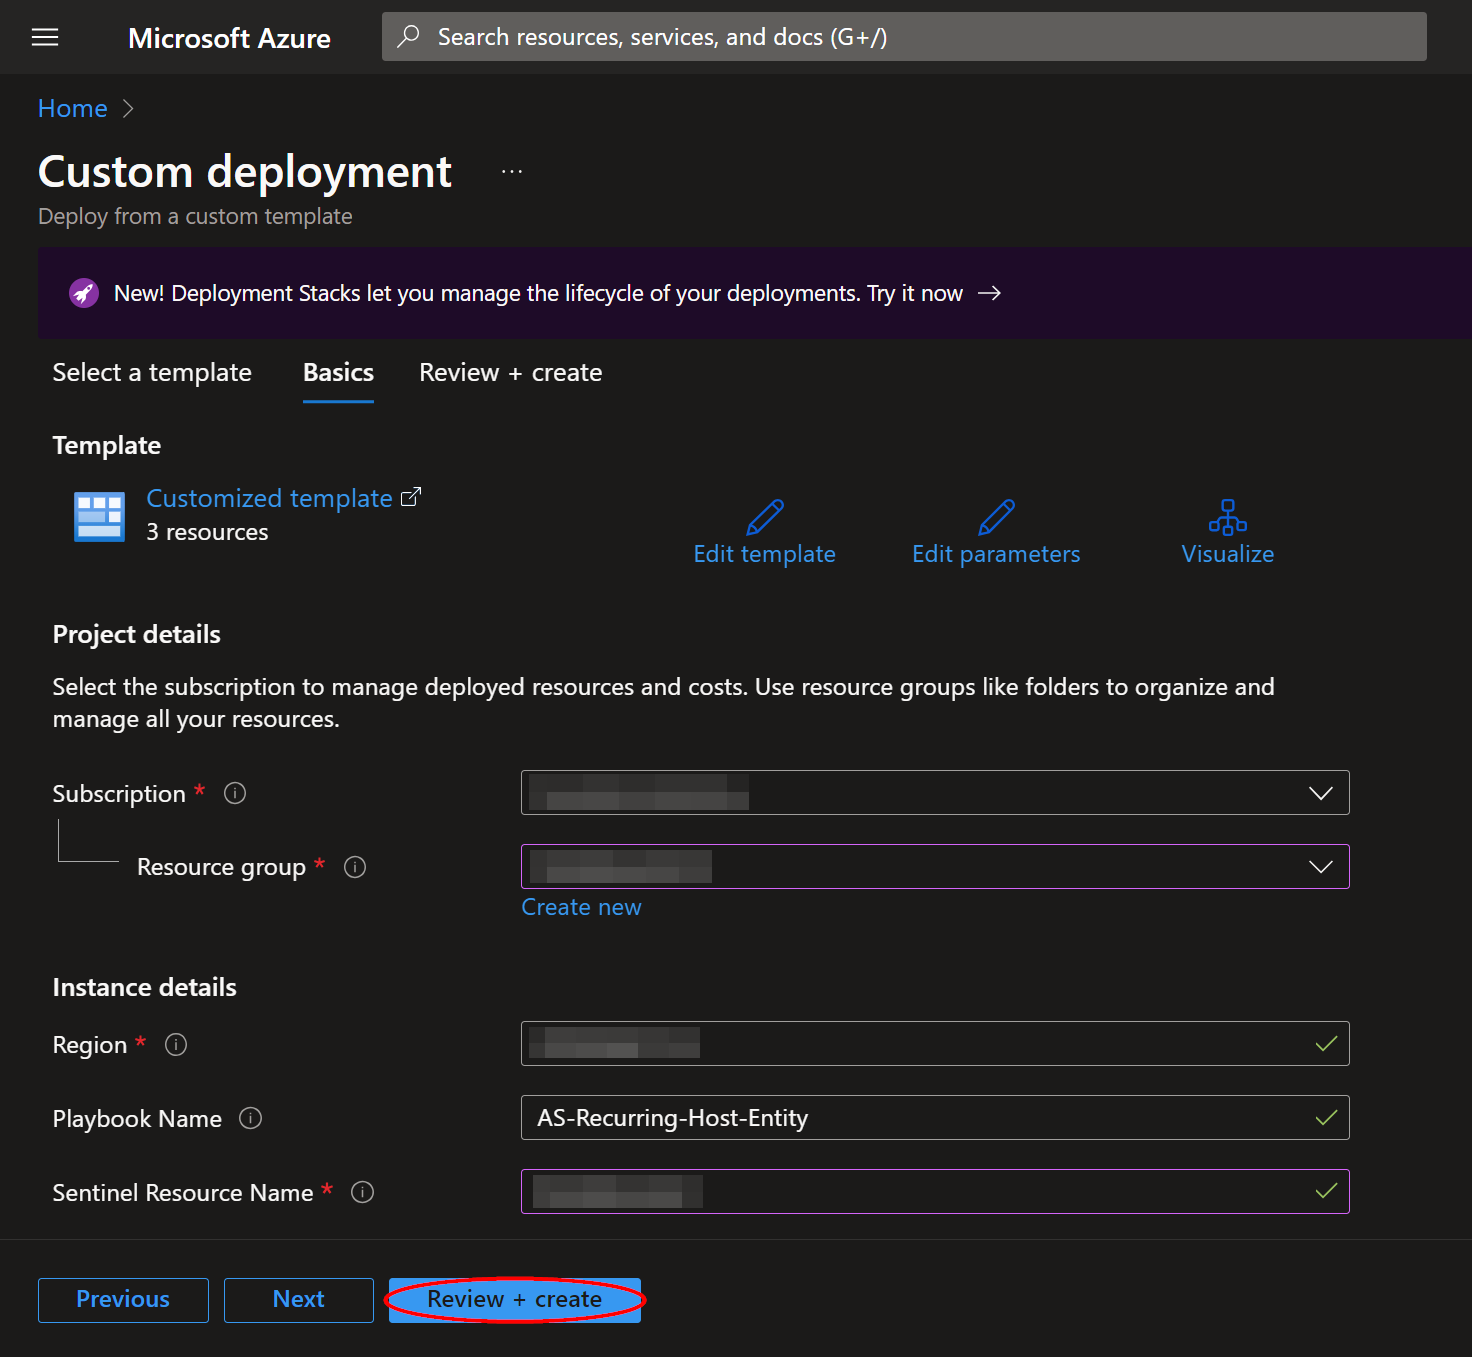 Microsoft Azure
Search resources, services, and docs (G+/)
Home
Custom deployment ...
Deploy from a custom template
New! Deployment Stacks let you manage the lifecycle of your deployments. Try it now →
Select a template Basics Review + create
Template
Customized template
3 resources
Edit template Edit parameters Visualize
Project details
Select the subscription to manage deployed resources and costs. Use resource groups like folders to organize and
manage all your resources.
Subscription *
Resource group *
Create new
Instance details
Region *
Playbook Name AS-Recurring-Host-Entity
Sentinel Resource Name *
Previous Next Review + create